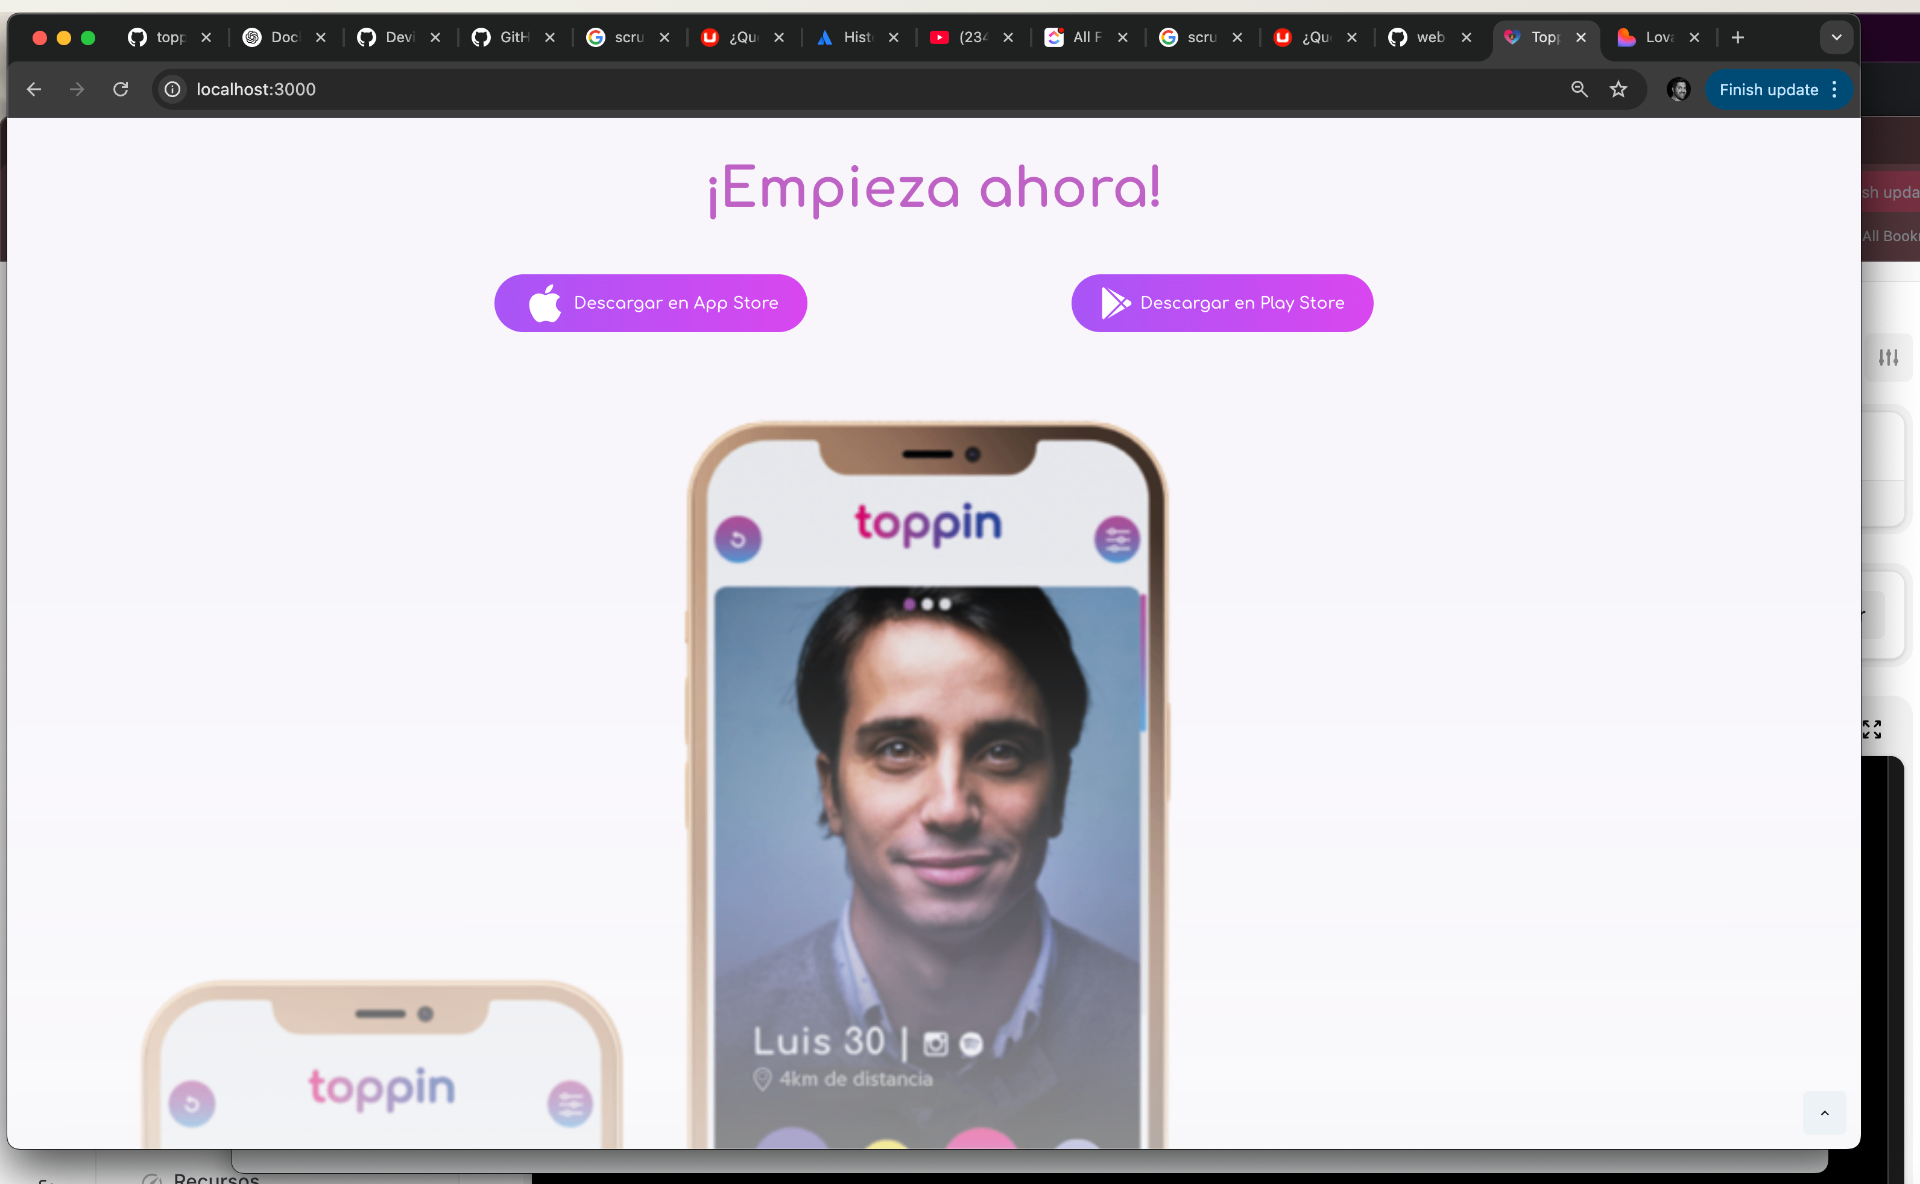 topp
Doc
Devi
GitH
scru
¿Qu
Hist
(234
All F
scru
¿Qu
web
Topp
Lova
localhost:3000
Finish update
sh upda
All Book
¡Empieza ahora!
Descargar en App Store
Descargar en Play Store
toppin
Luis 30 |
4km de distancia
toppin
Recursos